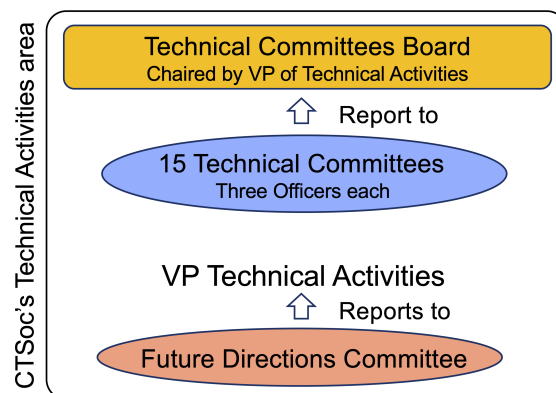 CTSoc's Technical Activities area
Technical Committees Board
Chaired by VP of Technical Activities
Report to
15 Technical Committees
Three Officers each
VP Technical Activities
Reports to
Future Directions Committee